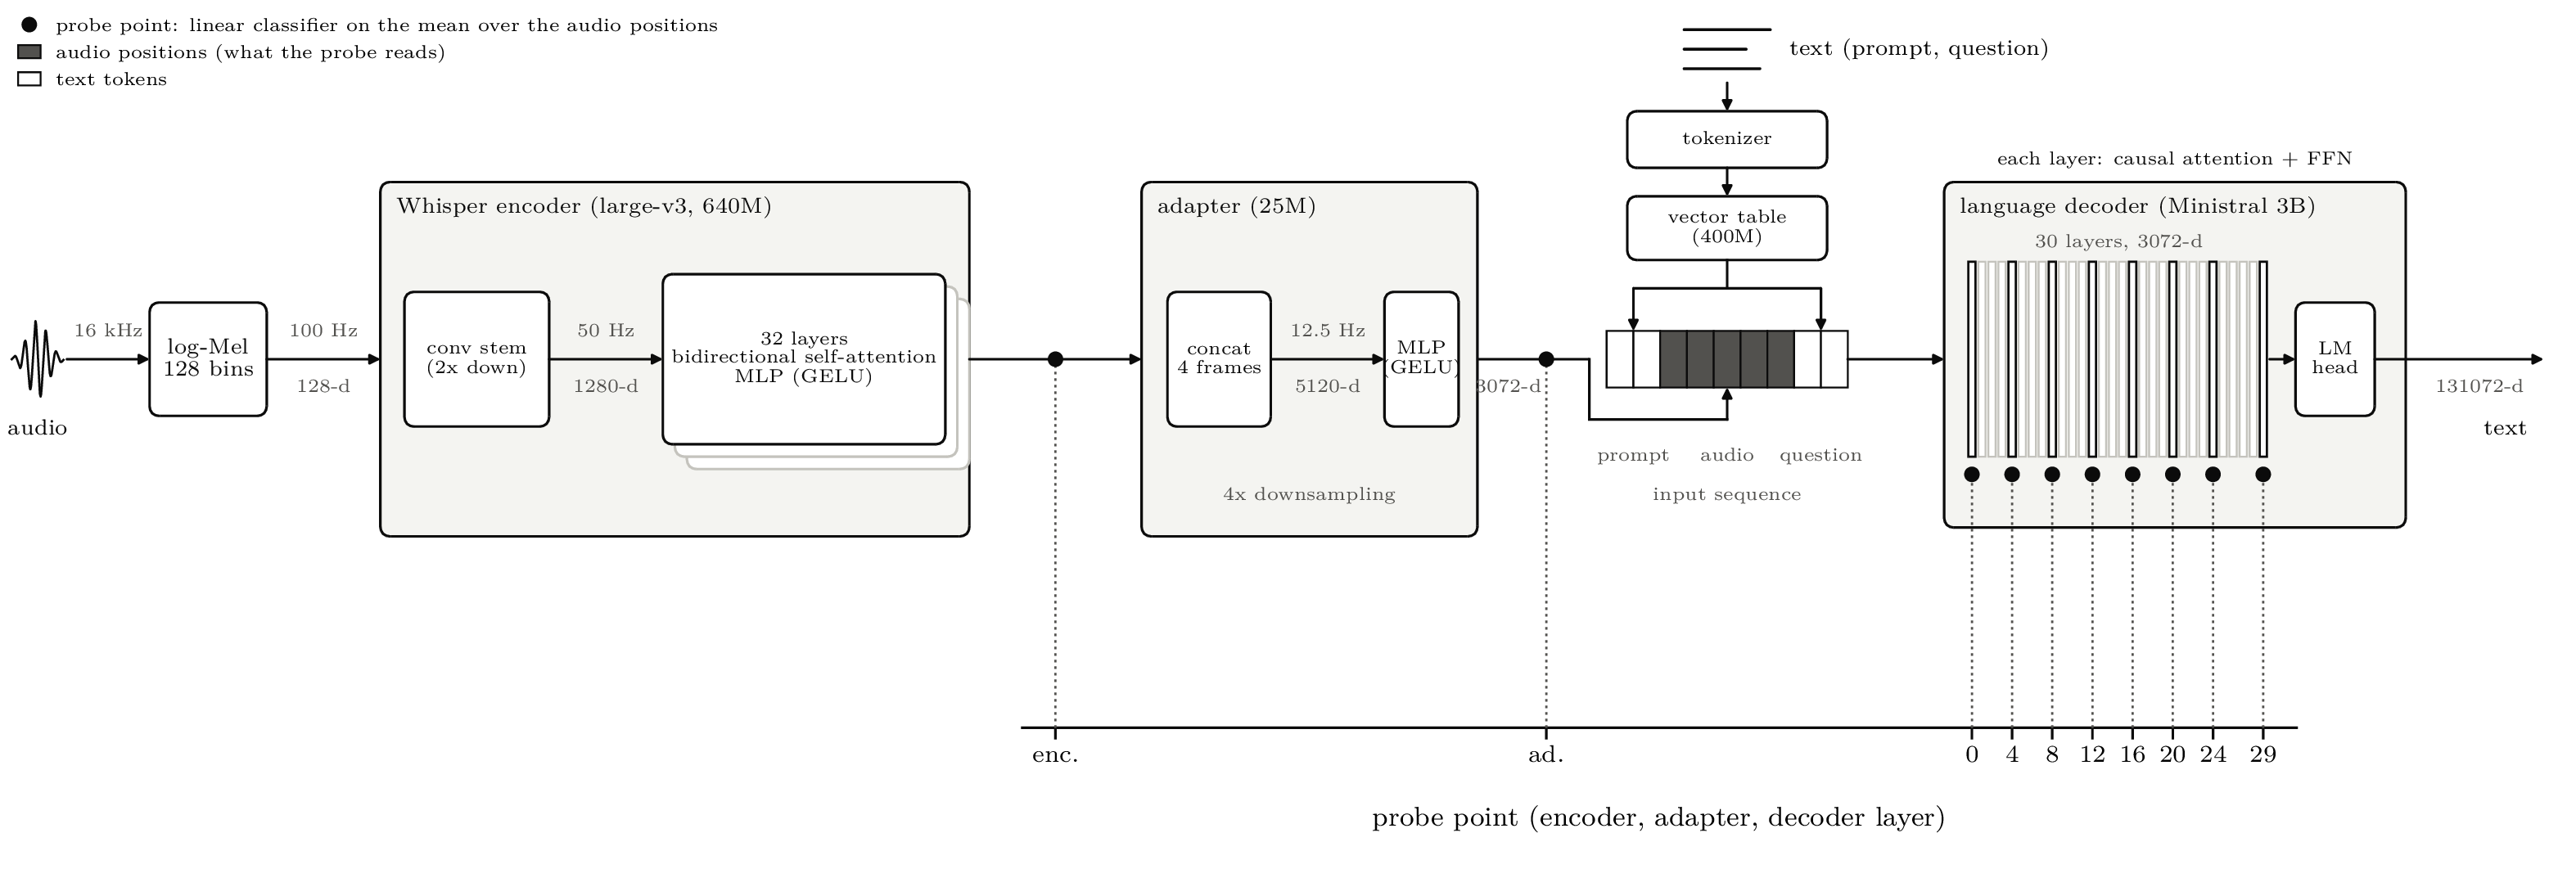 probe point: linear classifier on the mean over the audio positions
audio positions (what the probe reads)
text tokens
text (prompt, question)
tokenizer
vector table
(400M)
each layer: causal attention + FFN
Whisper encoder (large-v3, 640M)
adapter (25M)
language decoder (Ministral 3B)
30 layers, 3072-d
audio
16 kHz
log-Mel
128 bins
100 Hz
128-d
conv stem
(2x down)
50 Hz
1280-d
32 layers
bidirectional self-attention
MLP (GELU)
concat
4 frames
12.5 Hz
5120-d
MLP
(GELU)
3072-d
4x downsampling
prompt audio question
input sequence
LM
head
131072-d
text
enc. ad. 0 4 8 12 16 20 24 29
probe point (encoder, adapter, decoder layer)